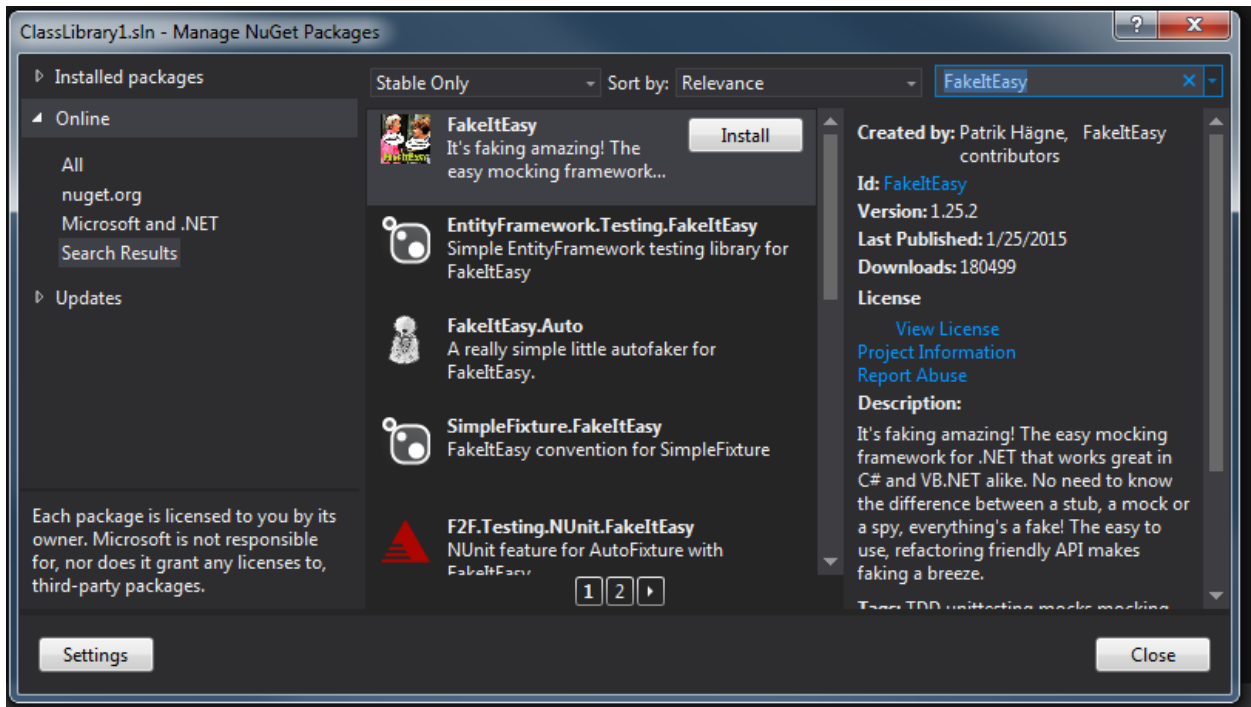 ClassLibrary1.sln - Manage NuGet Packages
?
X
Installed packages
Online
All
nuget.org
Microsoft and .NET
Search Results
Updates
Each package is licensed to you by its
owner. Microsoft is not responsible
for, nor does it grant any licenses to,
third-party packages.
Stable Only
Sort by: Relevance
FakeItEasy
FakeItEasy
It's faking amazing! The
easy mocking framework...
Install
EntityFramework.Testing.FakeItEasy
Simple EntityFramework testing library for
FakeItEasy
FakeItEasy.Auto
A really simple little autofaker for
FakeItEasy.
SimpleFixture.FakeItEasy
FakeItEasy convention for SimpleFixture
F2F.Testing.NUnit.FakeItEasy
NUnit feature for AutoFixture with
FakeItEasy
1 2
Created by: Patrik Hägne, FakeItEasy
contributors
Id: FakeItEasy
Version: 1.25.2
Last Published: 1/25/2015
Downloads: 180499
License
View License
Project Information
Report Abuse
Description:
It's faking amazing! The easy mocking
framework for .NET that works great in
C# and VB.NET alike. No need to know
the difference between a stub, a mock or
a spy, everything's a fake! The easy to
use, refactoring friendly API makes
faking a breeze.
Tags: TDD unittesting mocks mocking
Settings
Close